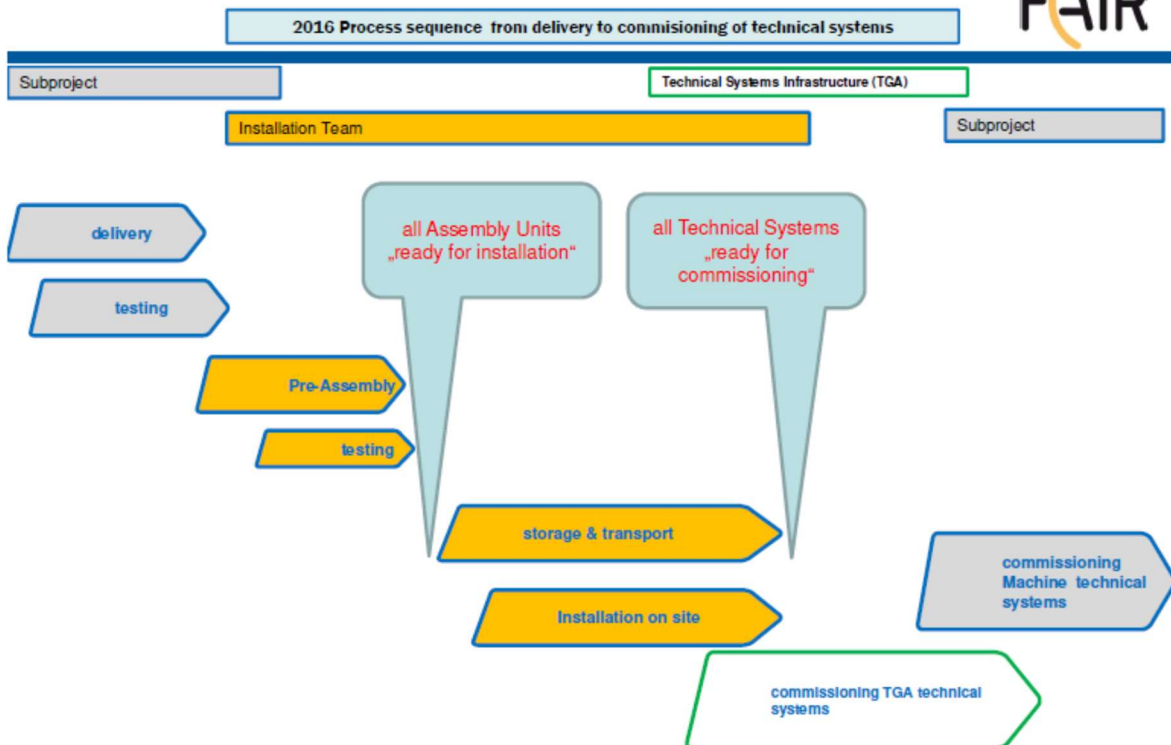 FAIR
2016 Process sequence from delivery to commisioning of technical systems
Subproject
Technical Systems Infrastructure (TGA)
Installation Team
Subproject
all Assembly Units
„ready for installation“
all Technical Systems
„ready for
commissioning“
delivery
testing
Pre-Assembly
testing
storage & transport
commissioning
Machine technical
systems
Installation on site
commissioning TGA technical
systems